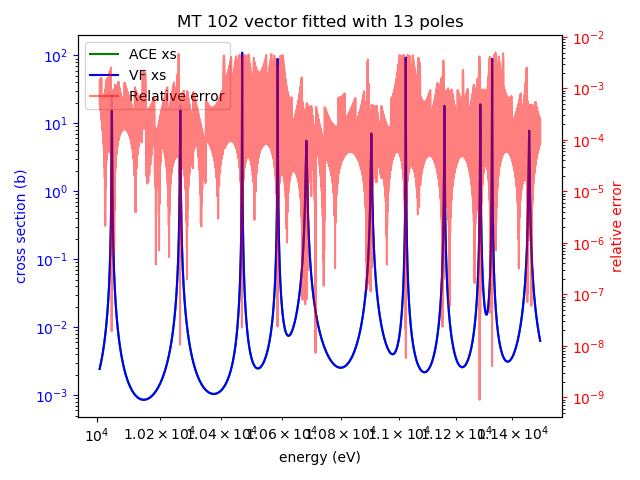 MT 102 vector fitted with 13 poles
ACE xs
VF xs
Relative error
10²
10¹
10⁰
10⁻¹
10⁻²
10⁻³
cross section (b)
10⁻²
10⁻³
10⁻⁴
10⁻⁵
10⁻⁶
10⁻⁷
10⁻⁸
10⁻⁹
relative error
10⁴ 1.02×10⁴ 1.04×10⁴ 1.06×10⁴ 1.08×10⁴ 1.1×10⁴ 1.12×10⁴ 1.14×10⁴
energy (eV)